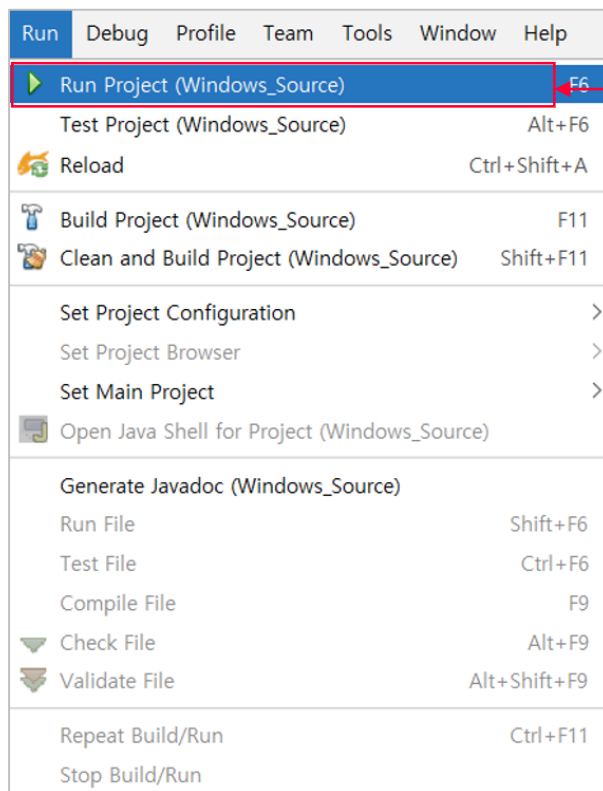 Run Debug Profile Team Tools Window Help
Run Project (Windows_Source) F6
Test Project (Windows_Source) Alt+F6
Reload Ctrl+Shift+A
Build Project (Windows_Source) F11
Clean and Build Project (Windows_Source) Shift+F11
Set Project Configuration
Set Project Browser
Set Main Project
Open Java Shell for Project (Windows_Source)
Generate Javadoc (Windows_Source)
Run File Shift+F6
Test File Ctrl+F6
Compile File F9
Check File Alt+F9
Validate File Alt+Shift+F9
Repeat Build/Run Ctrl+F11
Stop Build/Run